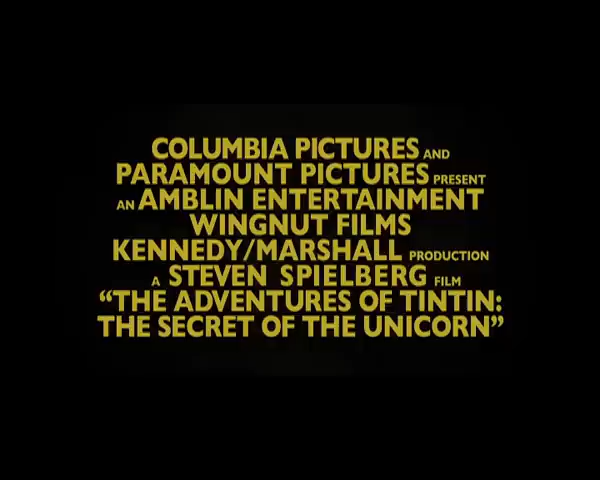 COLUMBIA PICTURES AND
PARAMOUNT PICTURES PRESENT
AN AMBLIN ENTERTAINMENT
WINGNUT FILMS
KENNEDY/MARSHALL PRODUCTION
A STEVEN SPIELBERG FILM
“THE ADVENTURES OF TINTIN:
THE SECRET OF THE UNICORN”